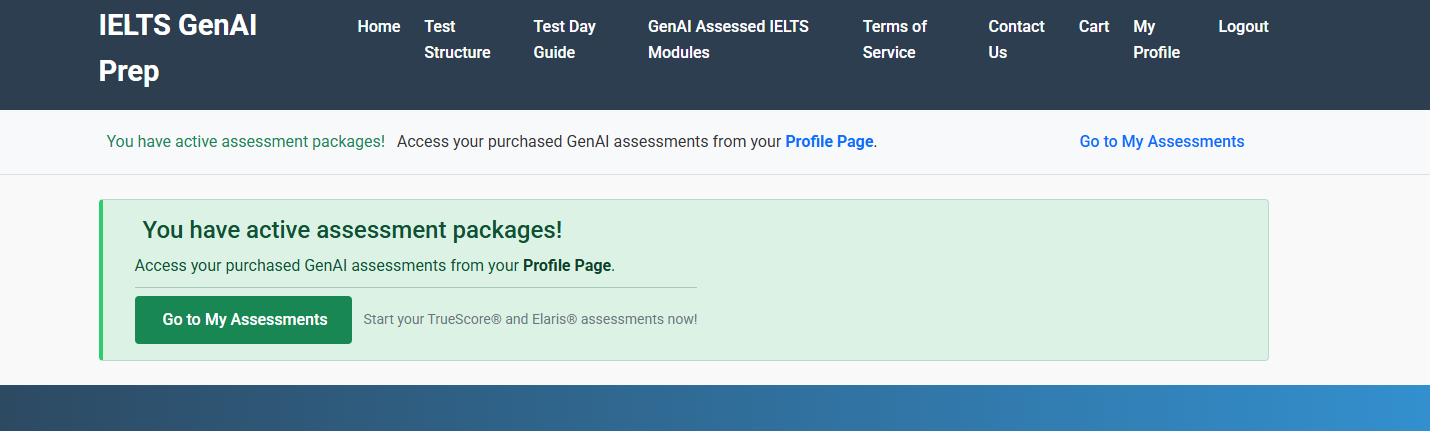 IELTS GenAI
Prep
Home
Test
Structure
Test Day
Guide
GenAI Assessed IELTS
Modules
Terms of
Service
Contact
Us
Cart
My
Profile
Logout
You have active assessment packages! Access your purchased GenAI assessments from your Profile Page.
Go to My Assessments
You have active assessment packages!
Access your purchased GenAI assessments from your Profile Page.
Go to My Assessments
Start your TrueScore® and Elaris® assessments now!